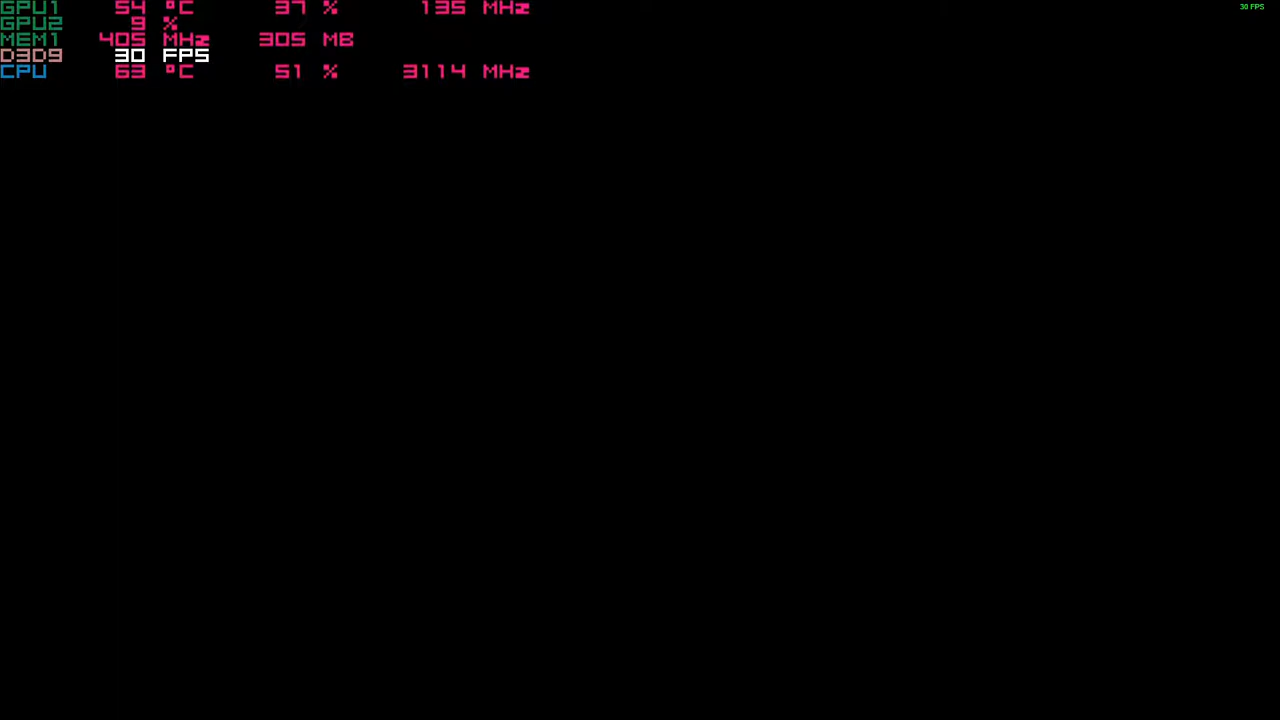 GPU1 54 °C 37 % 135 MHz
GPU2 9 %
MEM1 405 MHz 305 MB
D3D9 30 FPS
CPU 63 °C 51 % 3114 MHz
30 FPS